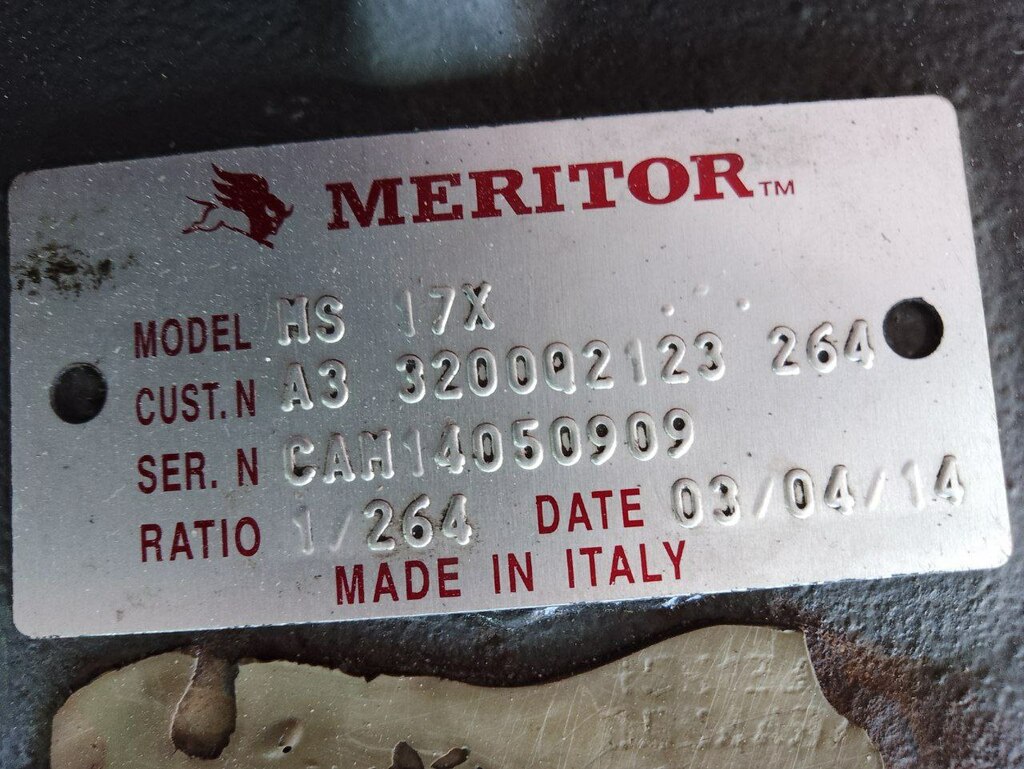 MERITOR™
MODEL MS 17X
CUST.N A3 3200Q2123 264
SER. N CAM14050909
RATIO 1/264 DATE 03/04/14
MADE IN ITALY